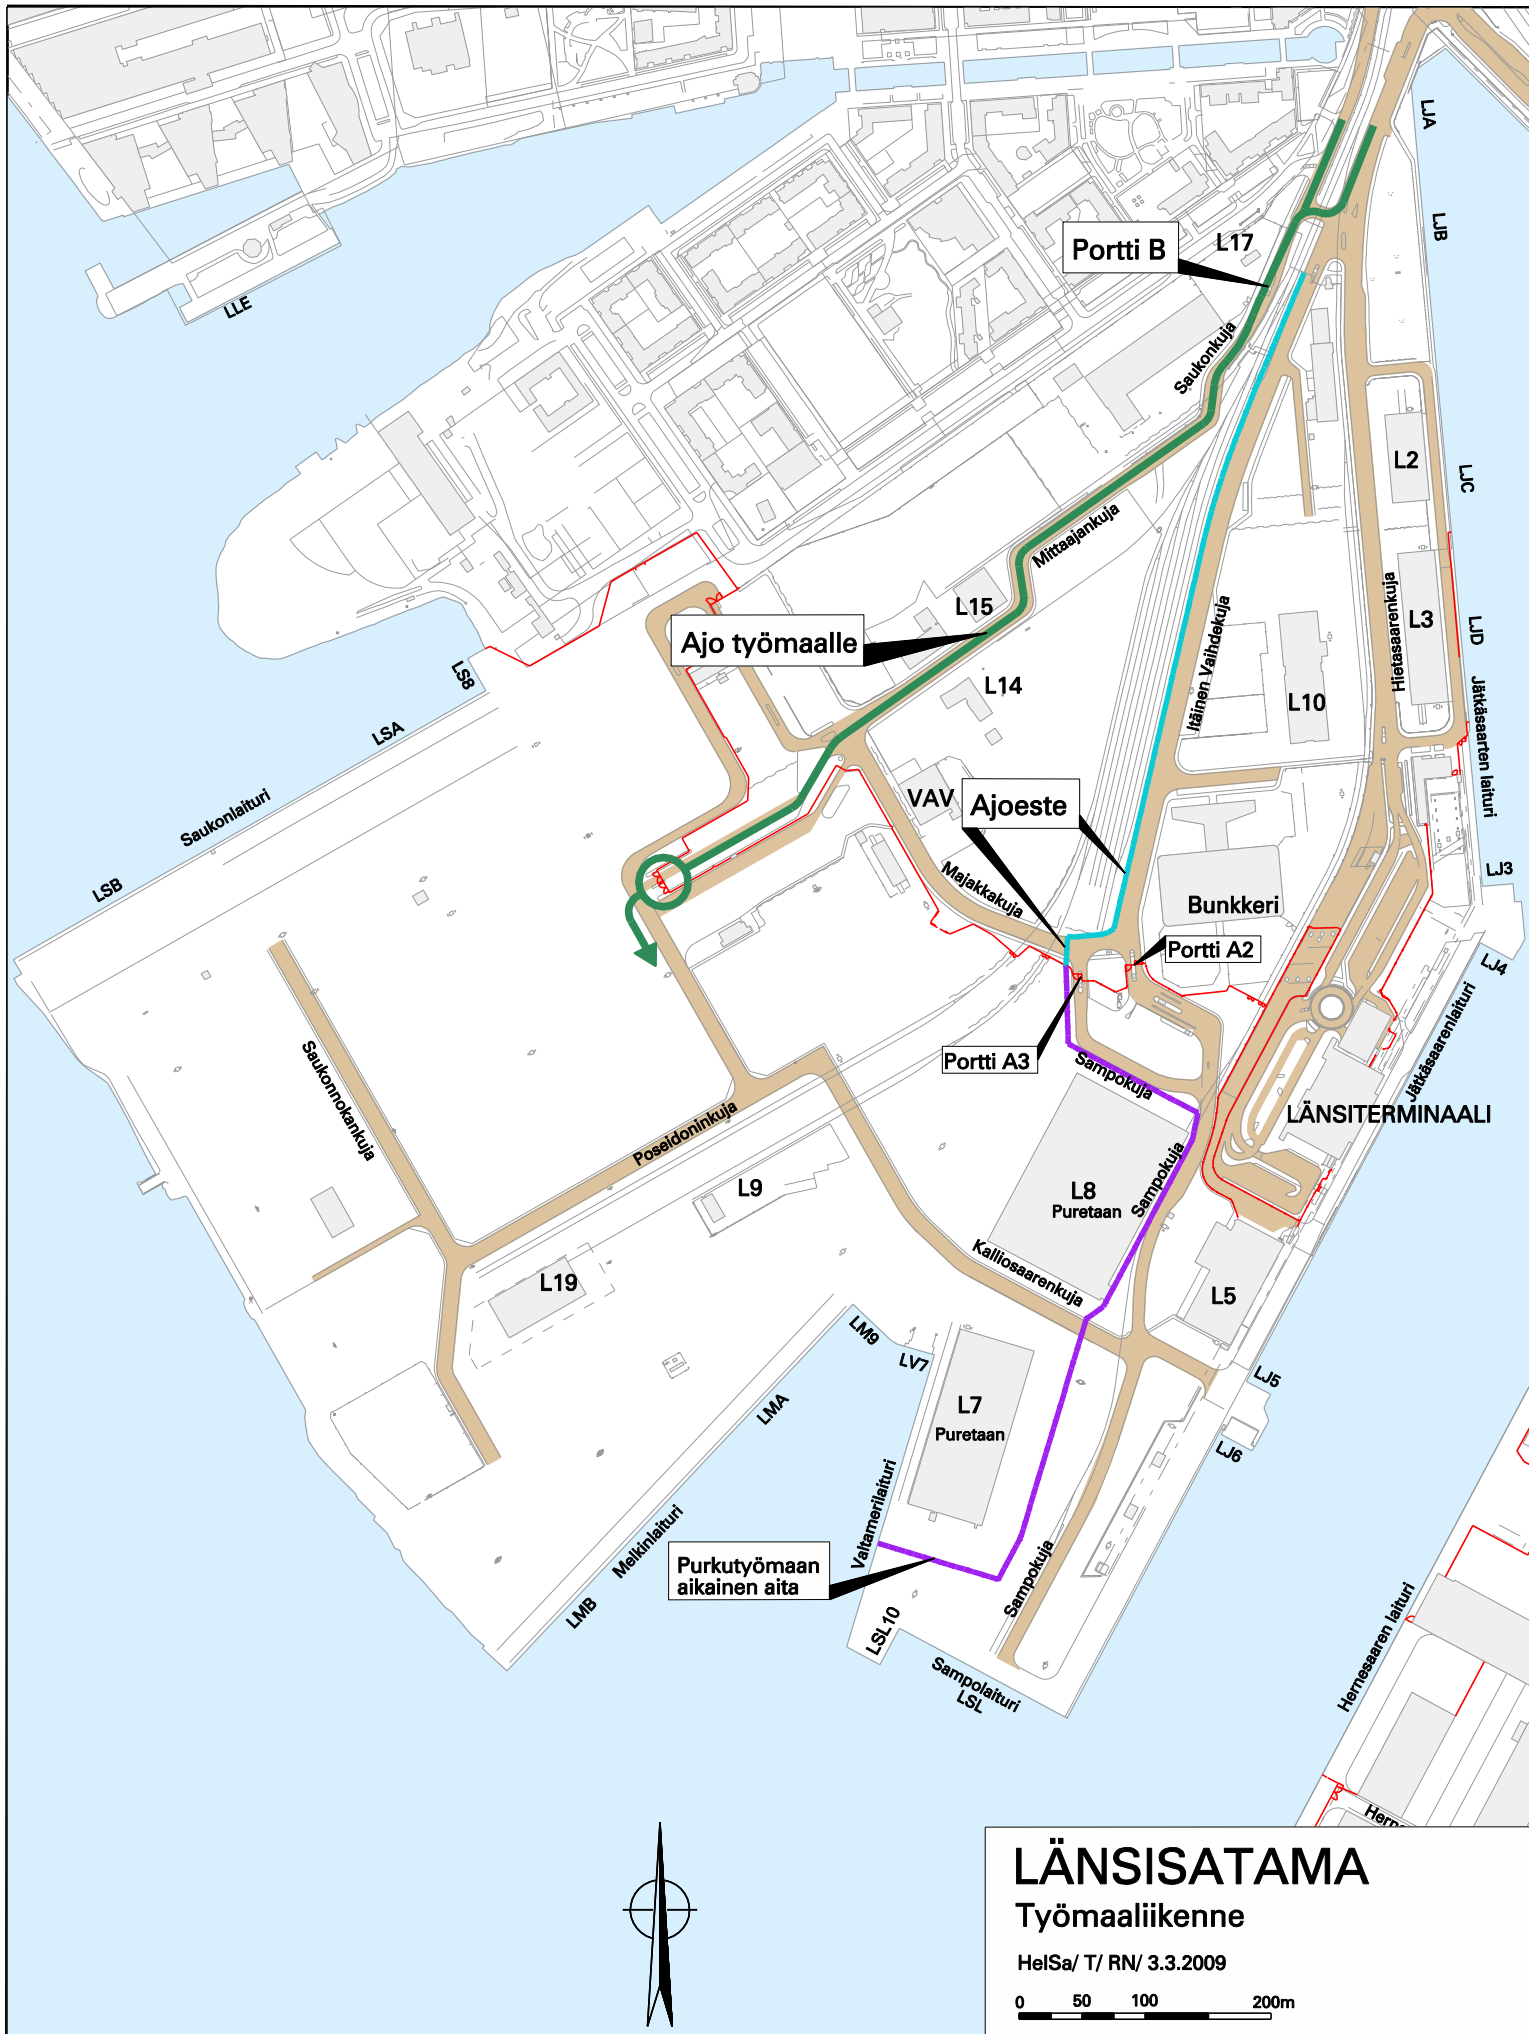 LJA
LJB
L17
Portti B
LLE
Saukonkuja
L2
LJC
Mittaajankuja
L15
Ajo työmaalle
L14
Itäinen Vaihdekuja
Hietasaarenkuja
L3
LJD
L10
Jätkäsaarten laituri
LS8
LSA
Saukonlaituri
LSB
VAV
Ajoeste
Majakkakuja
Bunkkeri
LJ3
Portti A2
LJ4
Portti A3
Sampokuja
Jätkäsaarenlaituri
LÄNSITERMINAALI
Saukonnokankuja
Poseidoninkuja
L9
L8
Puretaan
Sampokuja
Kalliosaarenkuja
L19
L5
LM9
LV7
LJ5
LMA
L7
Puretaan
LJ6
Valtamerilaituri
Melkinlaituri
LMB
Purkutyömaan
aikainen aita
Sampokuja
LSL10
Sampolaituri
LSL
Hernesaaren laituri
LÄNSISATAMA
Työmaaliikenne
HelSa/ T/ RN/ 3.3.2009
0 50 100 200m